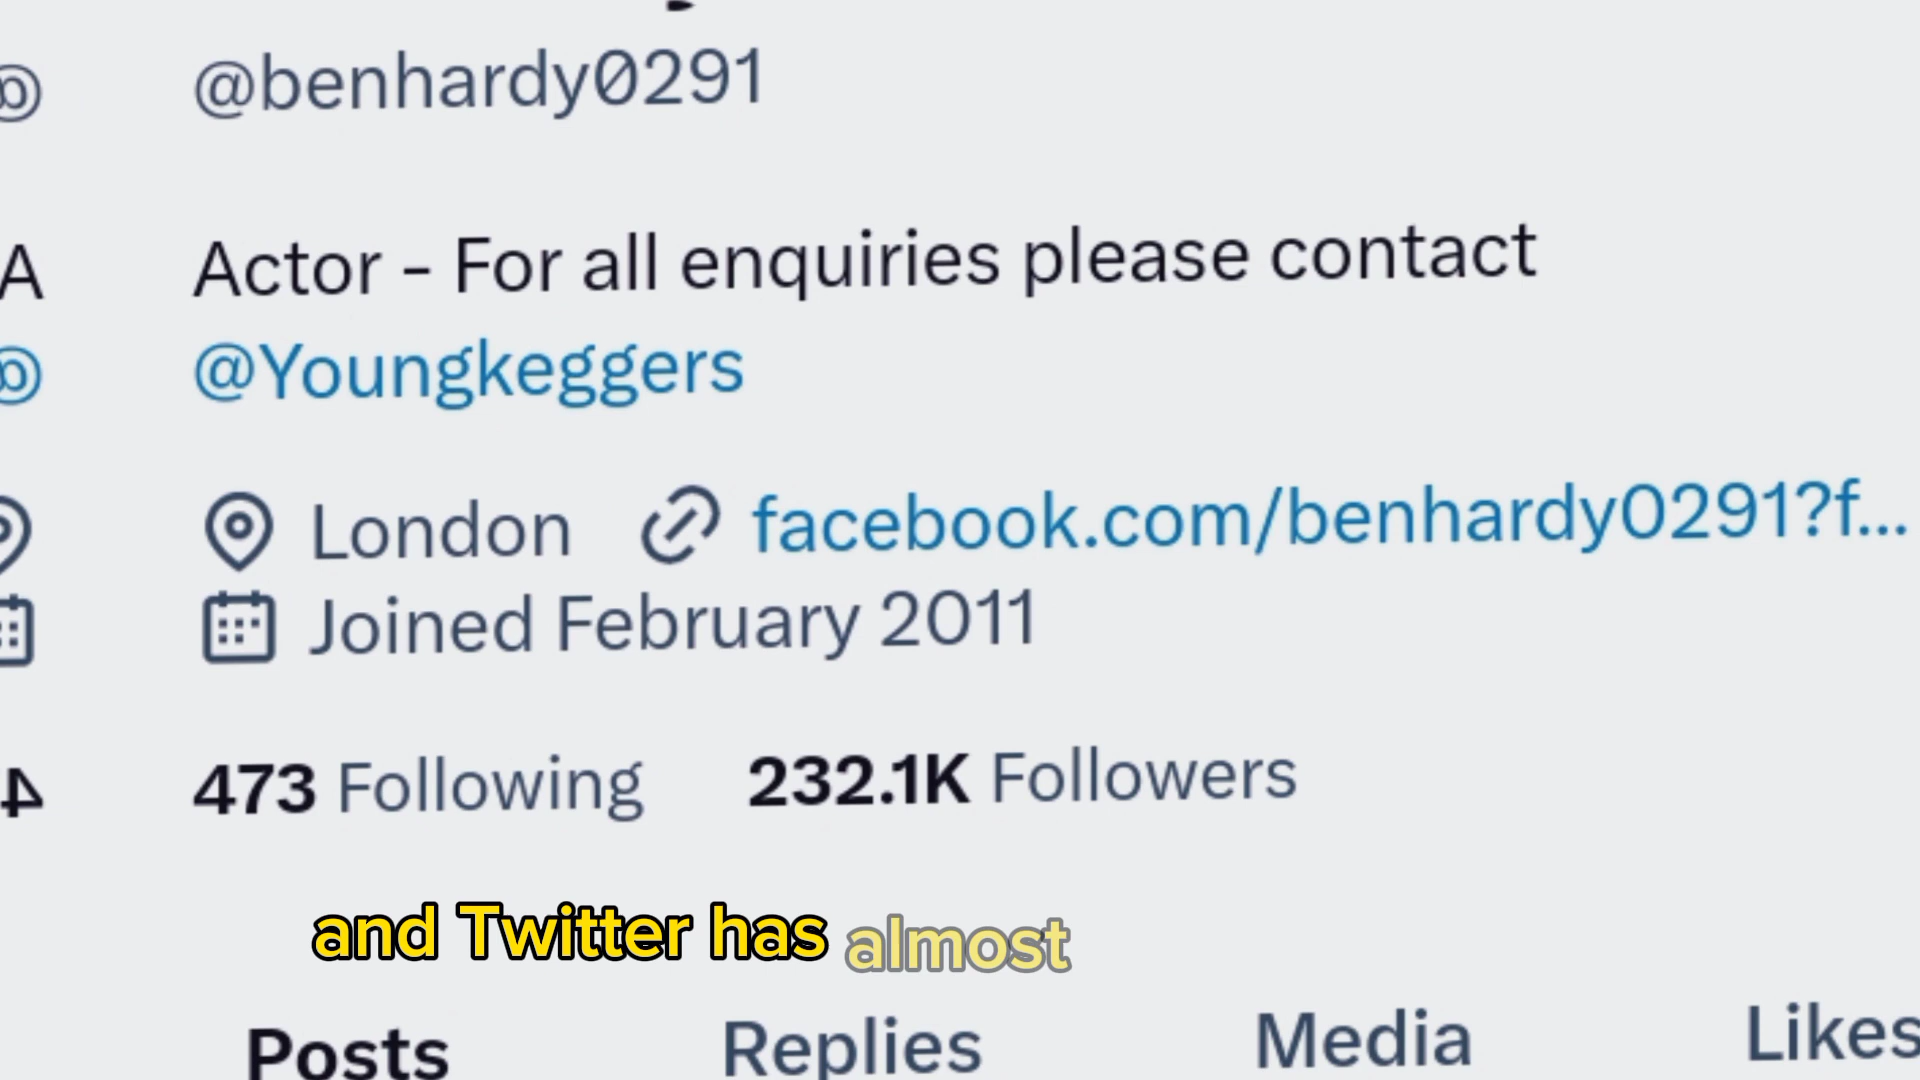 @benhardy0291
Actor - For all enquiries please contact
@Youngkeggers
London facebook.com/benhardy0291?f...
Joined February 2011
473 Following 232.1K Followers
and Twitter has almost
Posts Replies Media Likes